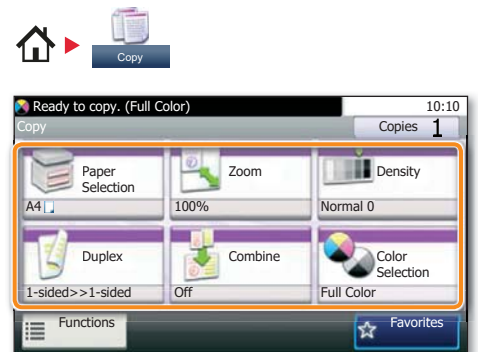 Copy
Ready to copy. (Full Color)
10:10
Copy
Copies 1
Paper
Selection
Zoom
Density
A4
100%
Normal 0
Duplex
Combine
Color
Selection
1-sided>>1-sided
Off
Full Color
Functions
Favorites